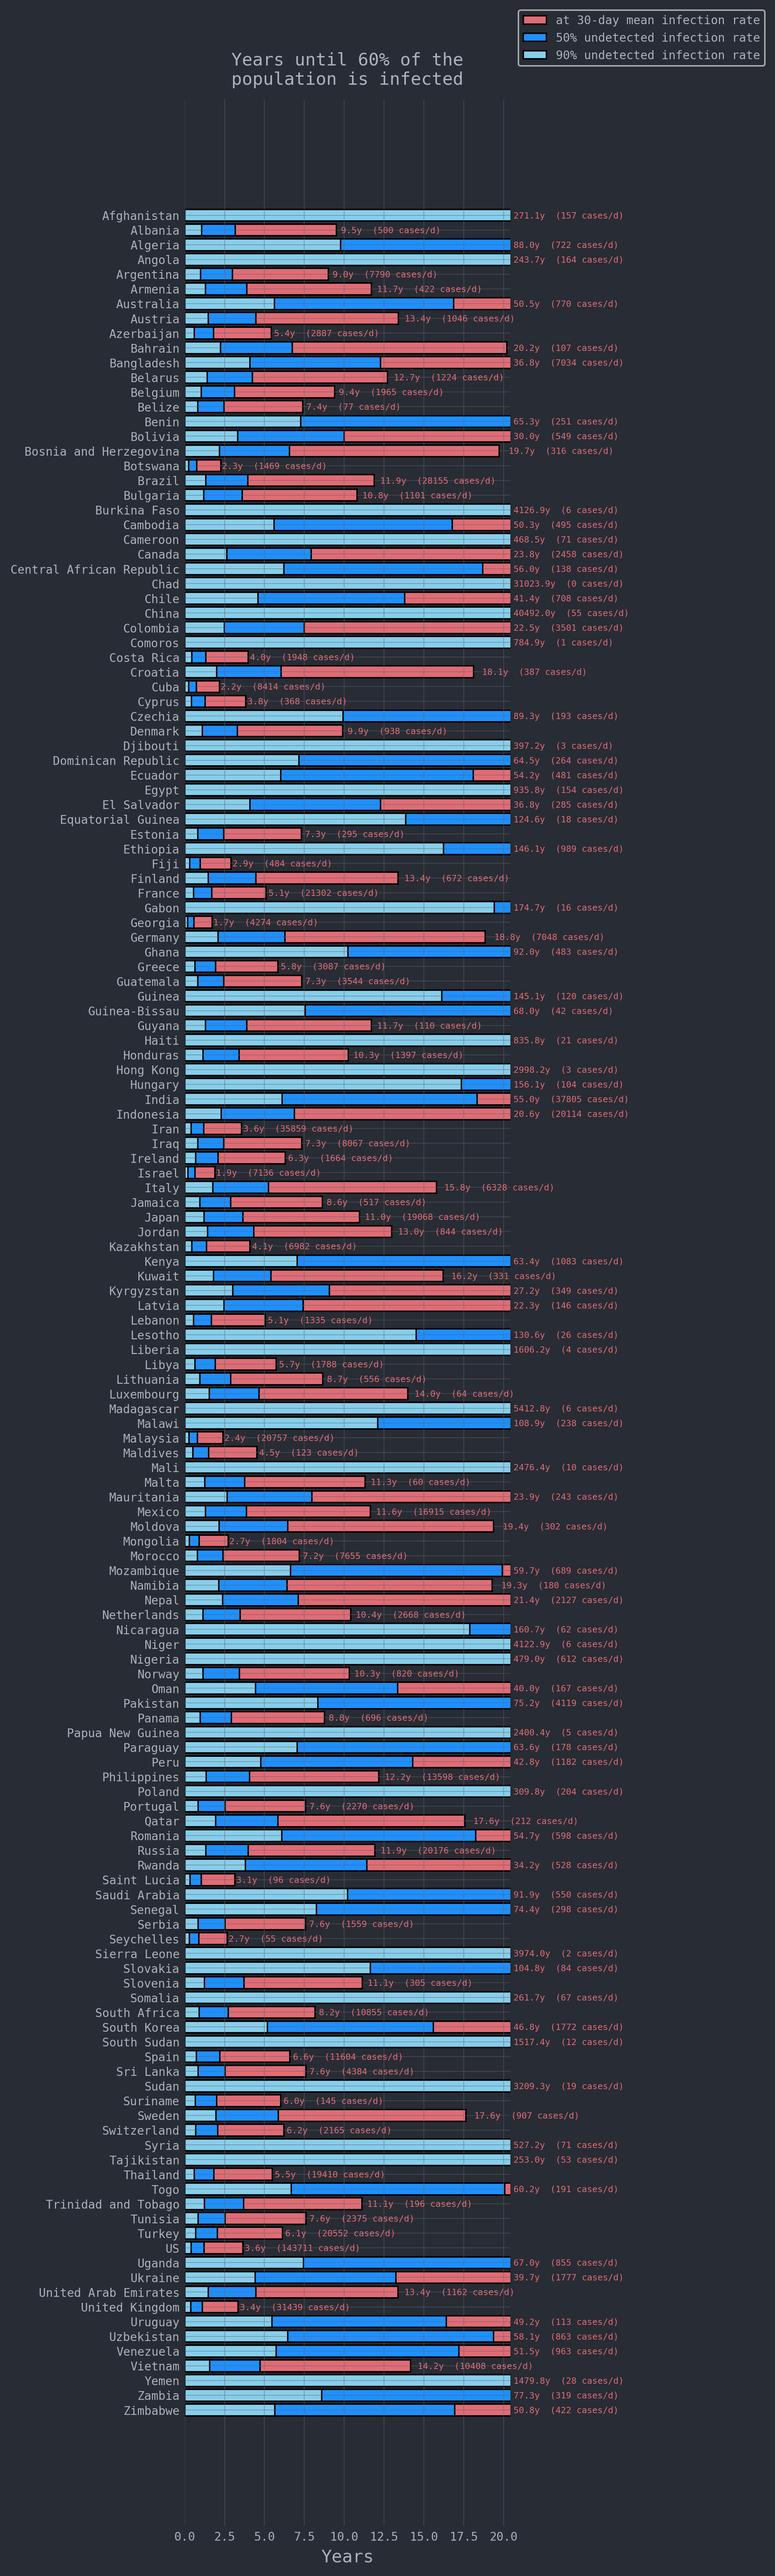 at 30-day mean infection rate
50% undetected infection rate
90% undetected infection rate
Years until 60% of the
population is infected
Afghanistan 271.1y (157 cases/d)
Albania 9.5y (500 cases/d)
Algeria 88.0y (722 cases/d)
Angola 243.7y (164 cases/d)
Argentina 9.0y (7790 cases/d)
Armenia 11.7y (422 cases/d)
Australia 50.5y (770 cases/d)
Austria 13.4y (1046 cases/d)
Azerbaijan 5.4y (2887 cases/d)
Bahrain 20.2y (107 cases/d)
Bangladesh 36.8y (7034 cases/d)
Belarus 12.7y (1224 cases/d)
Belgium 9.4y (1965 cases/d)
Belize 7.4y (77 cases/d)
Benin 65.3y (251 cases/d)
Bolivia 30.0y (549 cases/d)
Bosnia and Herzegovina 19.7y (316 cases/d)
Botswana 2.3y (1469 cases/d)
Brazil 11.9y (28155 cases/d)
Bulgaria 10.8y (1101 cases/d)
Burkina Faso 4126.9y (6 cases/d)
Cambodia 50.3y (495 cases/d)
Cameroon 468.5y (71 cases/d)
Canada 23.8y (2458 cases/d)
Central African Republic 56.0y (138 cases/d)
Chad 31023.9y (0 cases/d)
Chile 41.4y (708 cases/d)
China 40492.0y (55 cases/d)
Colombia 22.5y (3501 cases/d)
Comoros 784.9y (1 cases/d)
Costa Rica 4.0y (1948 cases/d)
Croatia 18.1y (387 cases/d)
Cuba 2.2y (8414 cases/d)
Cyprus 3.8y (368 cases/d)
Czechia 89.3y (193 cases/d)
Denmark 9.9y (938 cases/d)
Djibouti 397.2y (3 cases/d)
Dominican Republic 64.5y (264 cases/d)
Ecuador 54.2y (481 cases/d)
Egypt 935.8y (154 cases/d)
El Salvador 36.8y (285 cases/d)
Equatorial Guinea 124.6y (18 cases/d)
Estonia 7.3y (295 cases/d)
Ethiopia 146.1y (989 cases/d)
Fiji 2.9y (484 cases/d)
Finland 13.4y (672 cases/d)
France 5.1y (21302 cases/d)
Gabon 174.7y (16 cases/d)
Georgia 1.7y (4274 cases/d)
Germany 18.8y (7048 cases/d)
Ghana 92.0y (483 cases/d)
Greece 5.8y (3087 cases/d)
Guatemala 7.3y (3544 cases/d)
Guinea 145.1y (120 cases/d)
Guinea-Bissau 68.0y (42 cases/d)
Guyana 11.7y (110 cases/d)
Haiti 835.8y (21 cases/d)
Honduras 10.3y (1397 cases/d)
Hong Kong 2998.2y (3 cases/d)
Hungary 156.1y (104 cases/d)
India 55.0y (37805 cases/d)
Indonesia 20.6y (20114 cases/d)
Iran 3.6y (35859 cases/d)
Iraq 7.3y (8067 cases/d)
Ireland 6.3y (1664 cases/d)
Israel 1.9y (7136 cases/d)
Italy 15.8y (6328 cases/d)
Jamaica 8.6y (517 cases/d)
Japan 11.0y (19068 cases/d)
Jordan 13.0y (844 cases/d)
Kazakhstan 4.1y (6982 cases/d)
Kenya 63.4y (1083 cases/d)
Kuwait 16.2y (331 cases/d)
Kyrgyzstan 27.2y (349 cases/d)
Latvia 22.3y (146 cases/d)
Lebanon 5.1y (1335 cases/d)
Lesotho 130.6y (26 cases/d)
Liberia 1606.2y (4 cases/d)
Libya 5.7y (1788 cases/d)
Lithuania 8.7y (556 cases/d)
Luxembourg 14.0y (64 cases/d)
Madagascar 5412.8y (6 cases/d)
Malawi 108.9y (238 cases/d)
Malaysia 2.4y (20757 cases/d)
Maldives 4.5y (123 cases/d)
Mali 2476.4y (10 cases/d)
Malta 11.3y (60 cases/d)
Mauritania 23.9y (243 cases/d)
Mexico 11.6y (16915 cases/d)
Moldova 19.4y (302 cases/d)
Mongolia 2.7y (1804 cases/d)
Morocco 7.2y (7655 cases/d)
Mozambique 59.7y (689 cases/d)
Namibia 19.3y (180 cases/d)
Nepal 21.4y (2127 cases/d)
Netherlands 10.4y (2668 cases/d)
Nicaragua 160.7y (62 cases/d)
Niger 4122.9y (6 cases/d)
Nigeria 479.0y (612 cases/d)
Norway 10.3y (820 cases/d)
Oman 40.0y (167 cases/d)
Pakistan 75.2y (4119 cases/d)
Panama 8.8y (696 cases/d)
Papua New Guinea 2400.4y (5 cases/d)
Paraguay 63.6y (178 cases/d)
Peru 42.8y (1182 cases/d)
Philippines 12.2y (13598 cases/d)
Poland 309.8y (204 cases/d)
Portugal 7.6y (2270 cases/d)
Qatar 17.6y (212 cases/d)
Romania 54.7y (598 cases/d)
Russia 11.9y (20176 cases/d)
Rwanda 34.2y (528 cases/d)
Saint Lucia 3.1y (96 cases/d)
Saudi Arabia 91.9y (550 cases/d)
Senegal 74.4y (298 cases/d)
Serbia 7.6y (1559 cases/d)
Seychelles 2.7y (55 cases/d)
Sierra Leone 3974.0y (2 cases/d)
Slovakia 104.8y (84 cases/d)
Slovenia 11.1y (305 cases/d)
Somalia 261.7y (67 cases/d)
South Africa 8.2y (10855 cases/d)
South Korea 46.8y (1772 cases/d)
South Sudan 1517.4y (12 cases/d)
Spain 6.6y (11604 cases/d)
Sri Lanka 7.6y (4384 cases/d)
Sudan 3209.3y (19 cases/d)
Suriname 6.0y (145 cases/d)
Sweden 17.6y (907 cases/d)
Switzerland 6.2y (2165 cases/d)
Syria 527.2y (71 cases/d)
Tajikistan 253.0y (53 cases/d)
Thailand 5.5y (19410 cases/d)
Togo 60.2y (191 cases/d)
Trinidad and Tobago 11.1y (196 cases/d)
Tunisia 7.6y (2375 cases/d)
Turkey 6.1y (20552 cases/d)
US 3.6y (143711 cases/d)
Uganda 67.0y (855 cases/d)
Ukraine 39.7y (1777 cases/d)
United Arab Emirates 13.4y (1162 cases/d)
United Kingdom 3.4y (31439 cases/d)
Uruguay 49.2y (113 cases/d)
Uzbekistan 58.1y (863 cases/d)
Venezuela 51.5y (963 cases/d)
Vietnam 14.2y (10408 cases/d)
Yemen 1479.8y (28 cases/d)
Zambia 77.3y (319 cases/d)
Zimbabwe 50.8y (422 cases/d)
0.0 2.5 5.0 7.5 10.0 12.5 15.0 17.5 20.0
Years